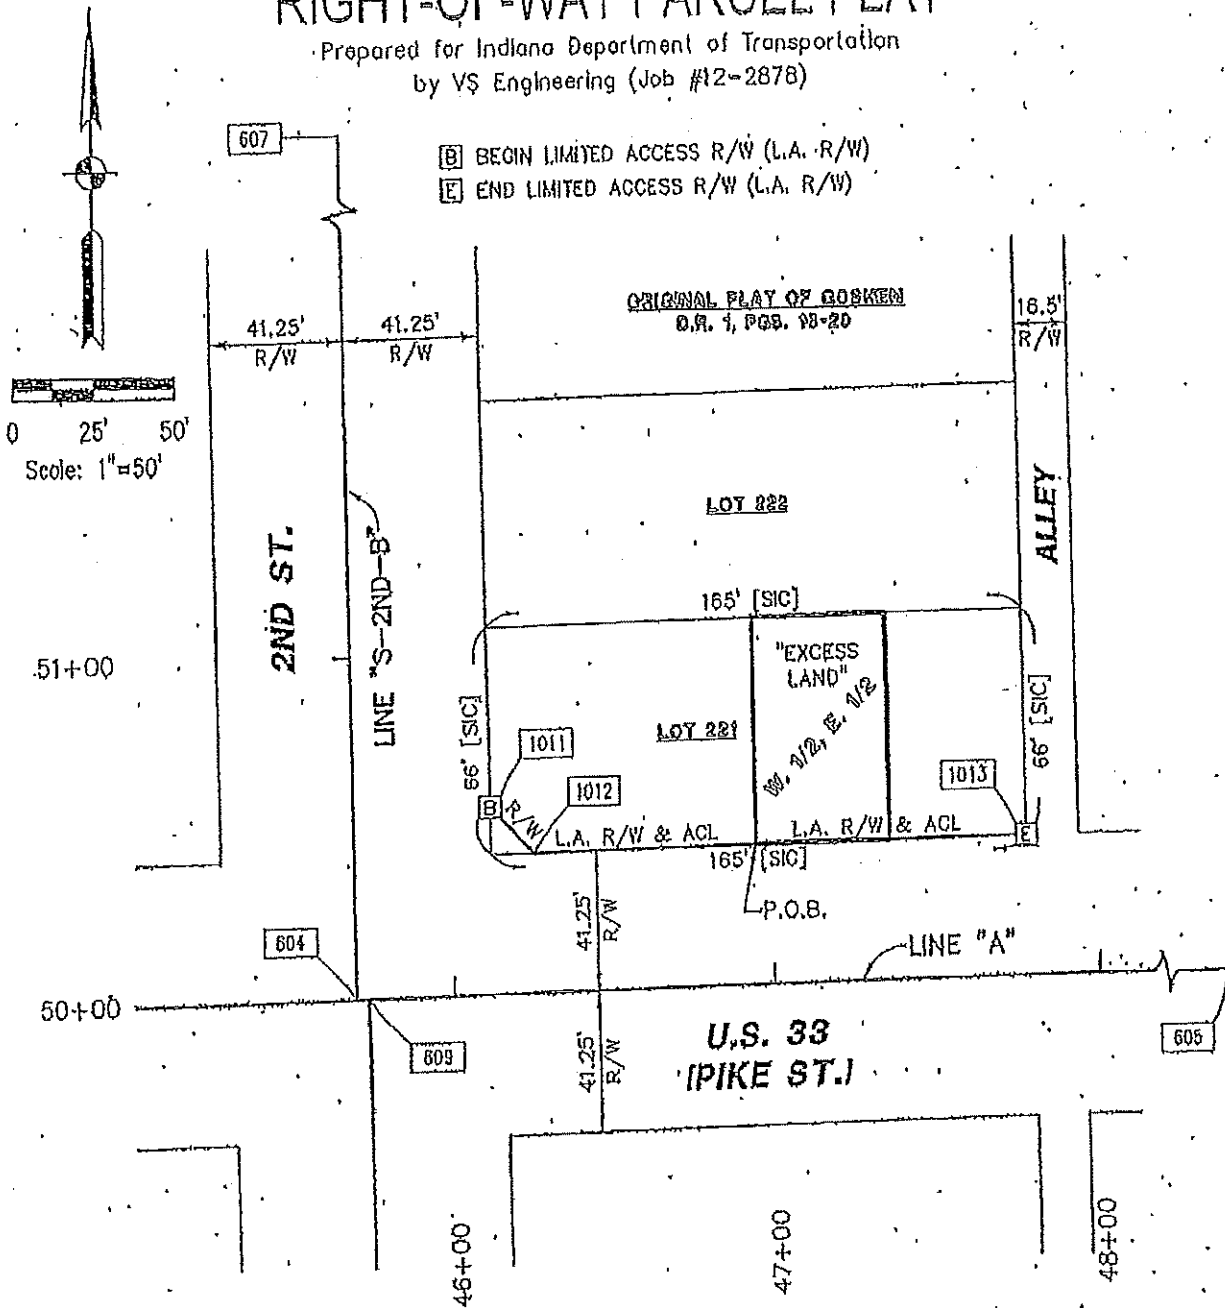 RIGHT-OF-WAY PARCEL PLAT
Prepared for Indiana Department of Transportation
by VS Engineering (Job #12-2878)
607
B BEGIN LIMITED ACCESS R/W (L.A. R/W)
E END LIMITED ACCESS R/W (L.A. R/W)
ORIGINAL PLAT OF GOSHEN
D.R. 1, PGS. 18-20
41.25'
R/W
41.25'
R/W
16.5'
R/W
0 25' 50'
Scale: 1"=50'
LOT 222
ALLEY
2ND ST.
LINE "S-2ND-B"
165' [SIC]
"EXCESS
LAND"
W. 1/2, E. 1/2
51+00
66' [SIC]
LOT 221
66' [SIC]
1011
1012
1013
B
R/W
L.A. R/W & ACL
L.A. R/W & ACL
E
165' [SIC]
P.O.B.
41.25'
R/W
604
LINE "A"
50+00
609
41.25'
R/W
U.S. 33
(PIKE ST.)
605
46+00
47+00
48+00